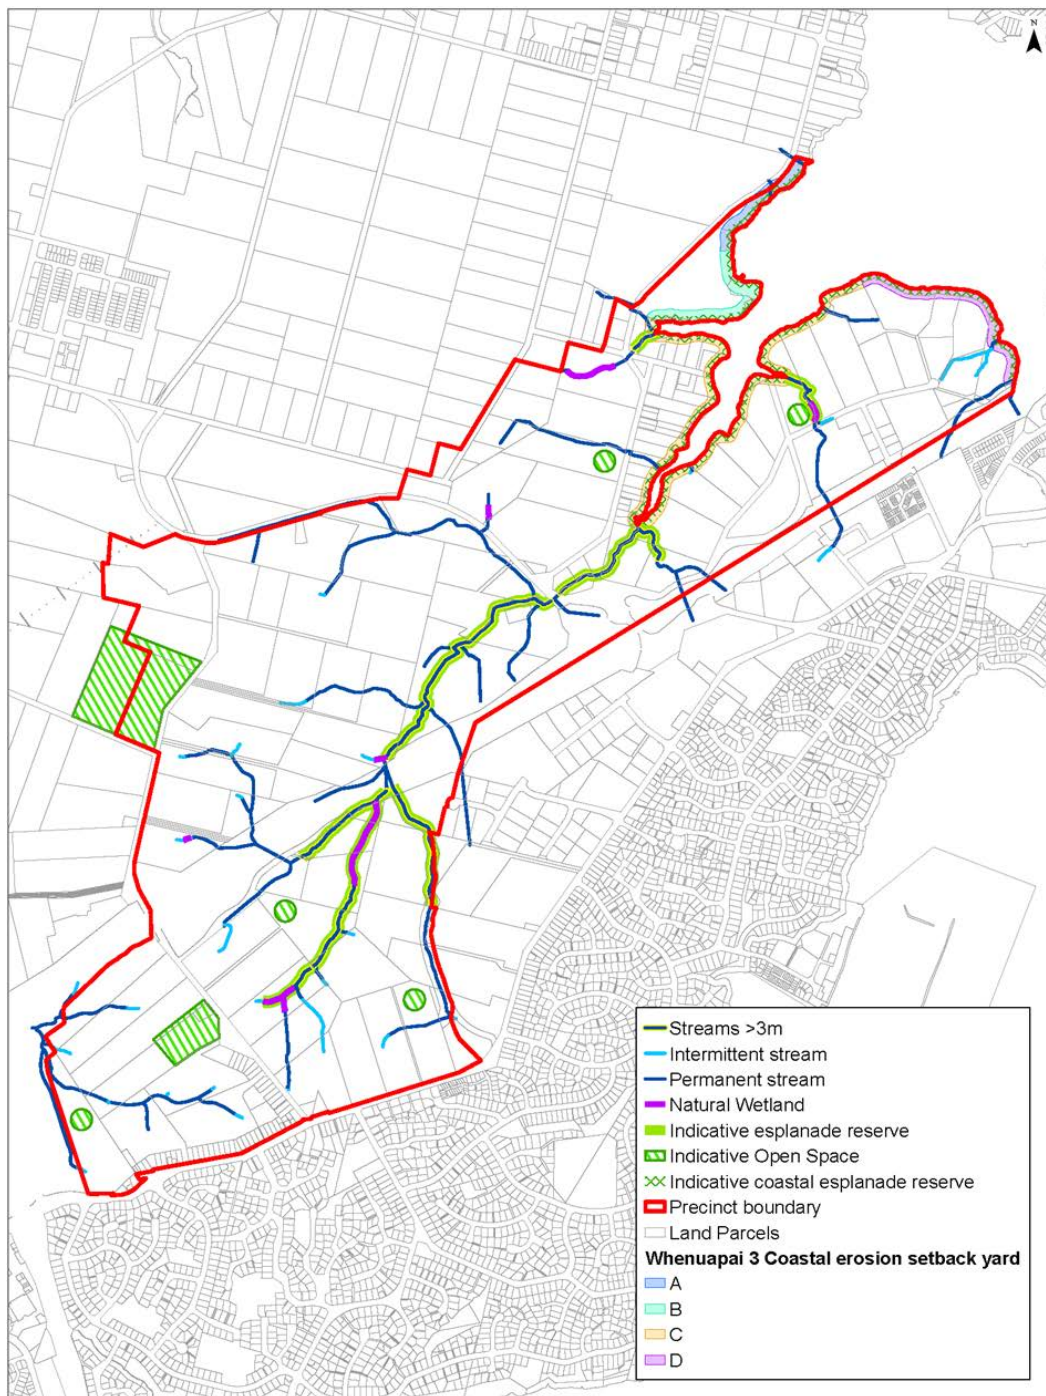 N
Streams >3m
Intermittent stream
Permanent stream
Natural Wetland
Indicative esplanade reserve
Indicative Open Space
Indicative coastal esplanade reserve
Precinct boundary
Land Parcels
Whenuapai 3 Coastal erosion setback yard
A
B
C
D